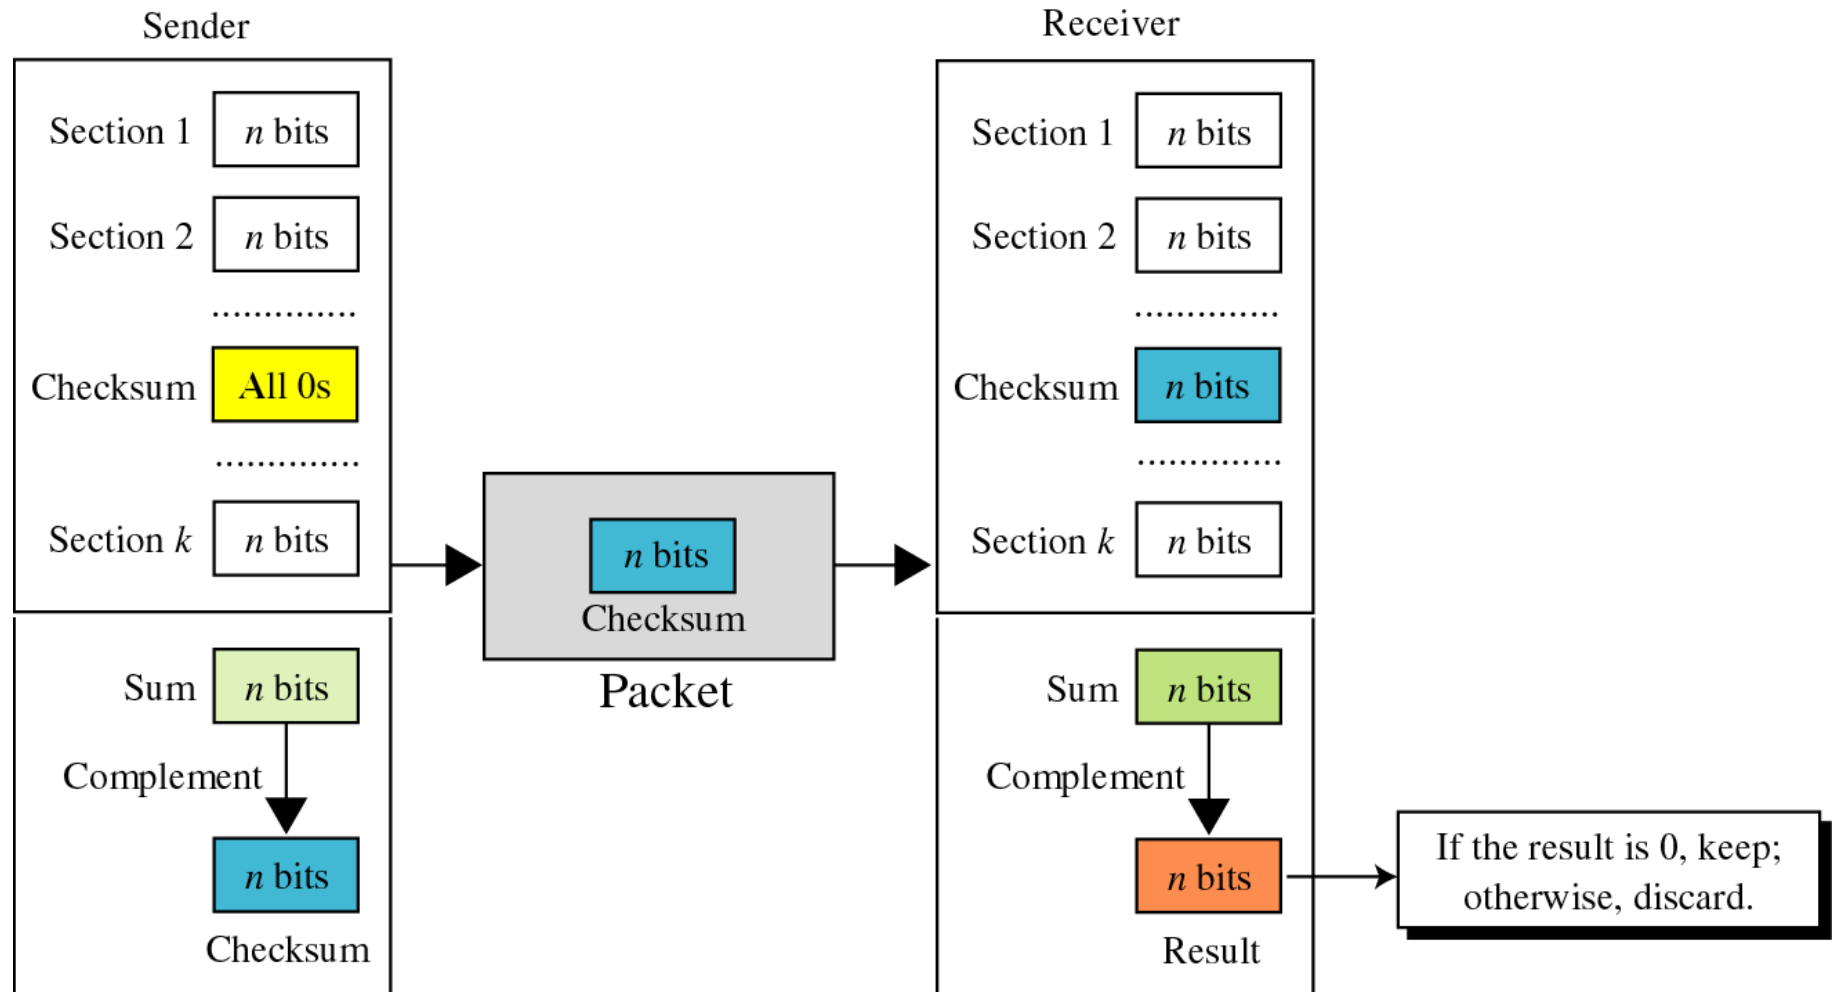 Sender
Section 1 n bits
Section 2 n bits
..............
Checksum All 0s
..............
Section k n bits
Sum n bits
Complement
n bits
Checksum
n bits
Checksum
Packet
Receiver
Section 1 n bits
Section 2 n bits
..............
Checksum n bits
..............
Section k n bits
Sum n bits
Complement
n bits
Result
If the result is 0, keep;
otherwise, discard.